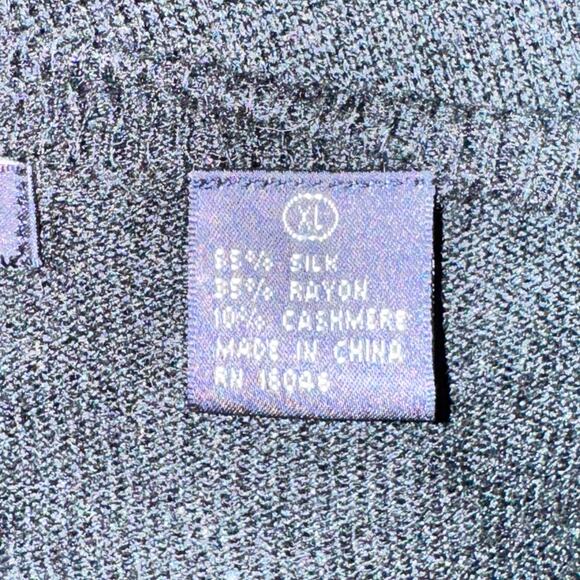 XL
55% SILK
35% RAYON
10% CASHMERE
MADE IN CHINA
RN 16046